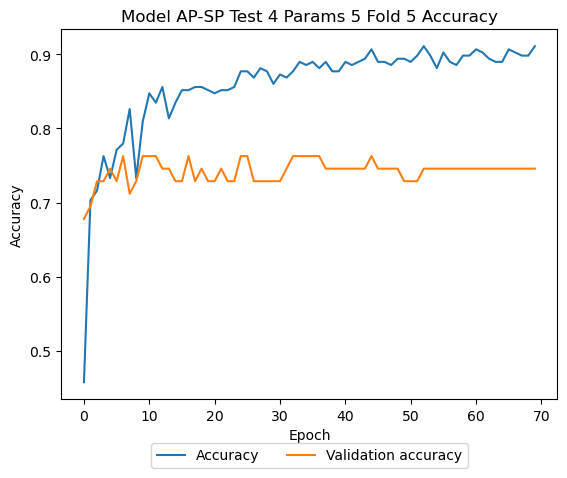 Model AP-SP Test 4 Params 5 Fold 5 Accuracy
0.9
0.8
0.7
0.6
0.5
Accuracy
0 10 20 30 40 50 60 70
Epoch
Accuracy Validation accuracy